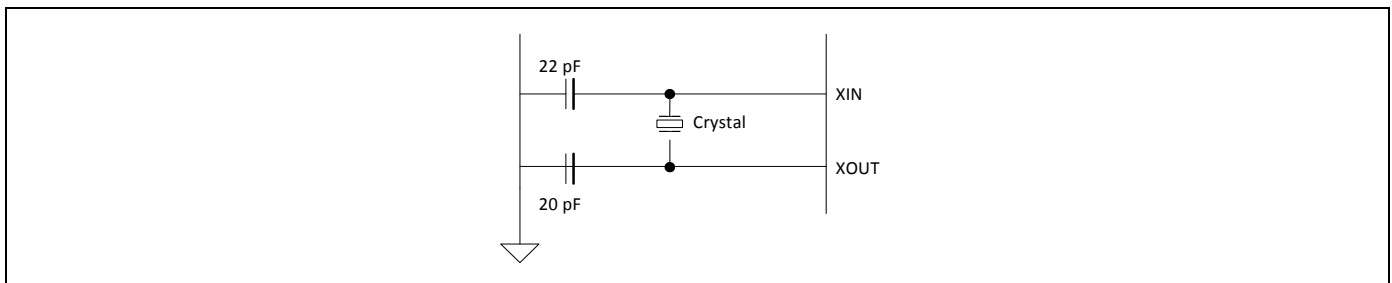 22 pF
XIN
Crystal
XOUT
20 pF